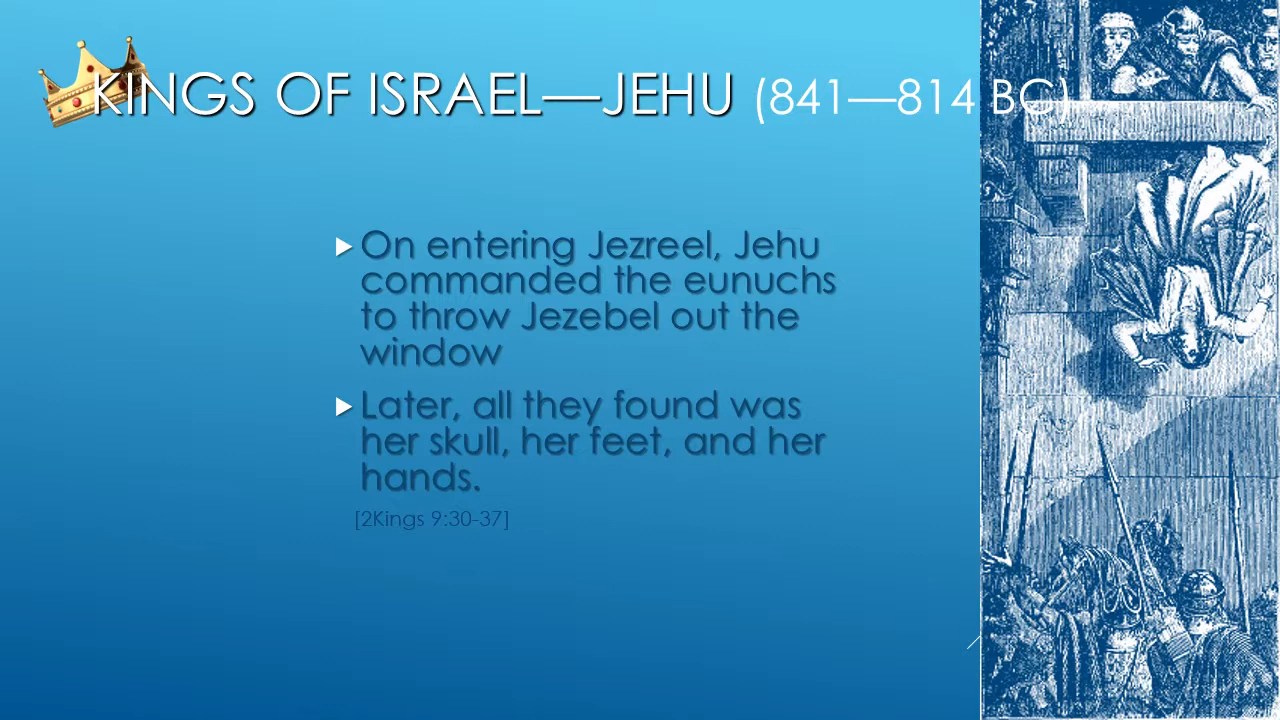 KINGS OF ISRAEL—JEHU (841—814 BC)
On entering Jezreel, Jehu
commanded the eunuchs
to throw Jezebel out the
window
Later, all they found was
her skull, her feet, and her
hands.
[2Kings 9:30-37]